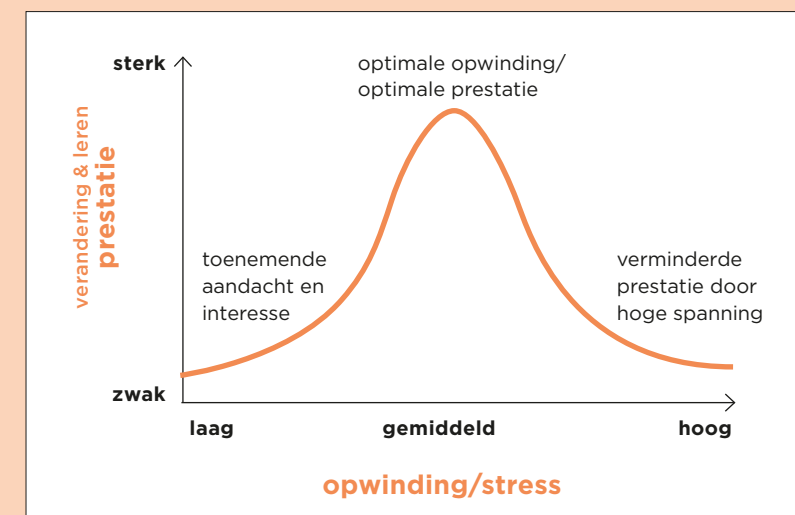 sterk
optimale opwinding/
optimale prestatie
verandering & leren
prestatie
toenemende
aandacht en
interesse
verminderde
prestatie door
hoge spanning
zwak
laag
gemiddeld
hoog
opwinding/stress